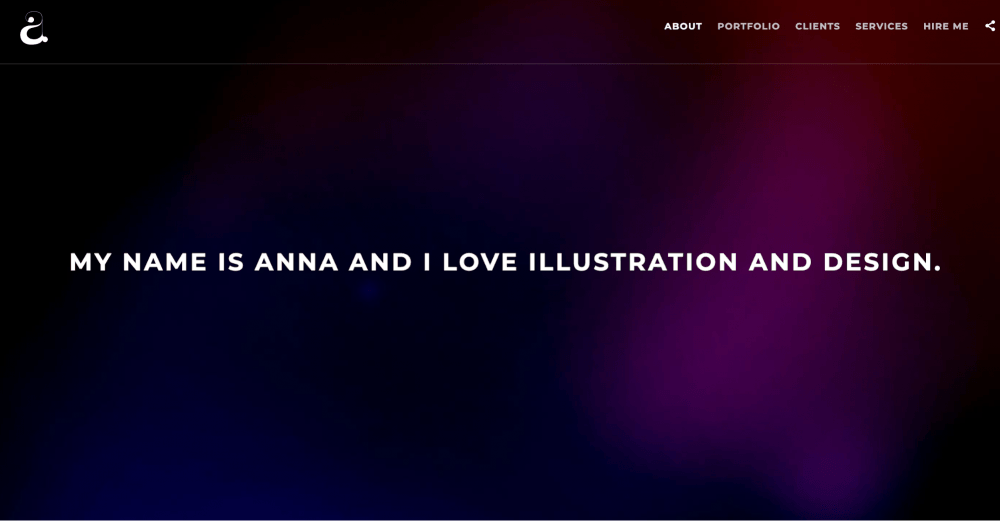 a
ABOUT PORTFOLIO CLIENTS SERVICES HIRE ME
MY NAME IS ANNA AND I LOVE ILLUSTRATION AND DESIGN.